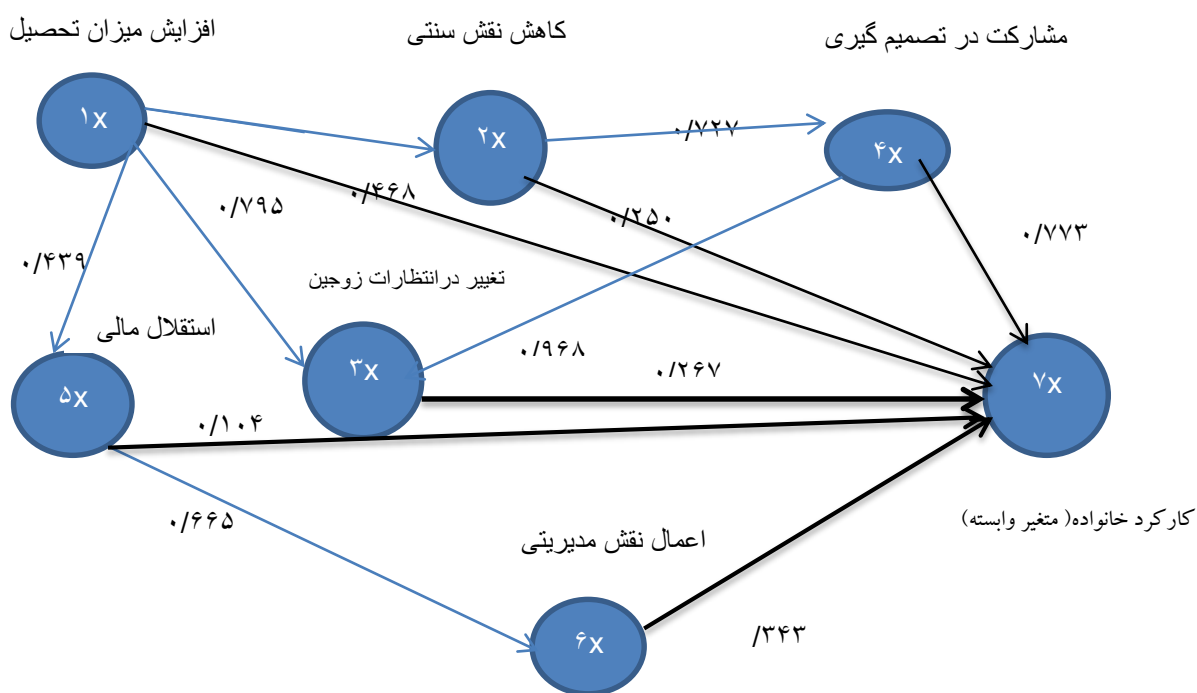 افزایش میزان تحصیل
کاهش نقش سنتی
مشارکت در تصمیم گیری
۱x
۲x
۴x
۰/۷۲۷
۰/۴۶۸
۰/۲۵۰
۰/۷۹۵
۰/۷۷۳
۰/۴۳۹
تغییر درانتظارات زوجین
استقلال مالی
۰/۹۶۸
۳x
۰/۲۶۷
۷x
۵x
۰/۱۰۴
۰/۶۶۵
کارکرد خانواده( متغیر وابسته)
اعمال نقش مدیریتی
۶x
/۳۴۳